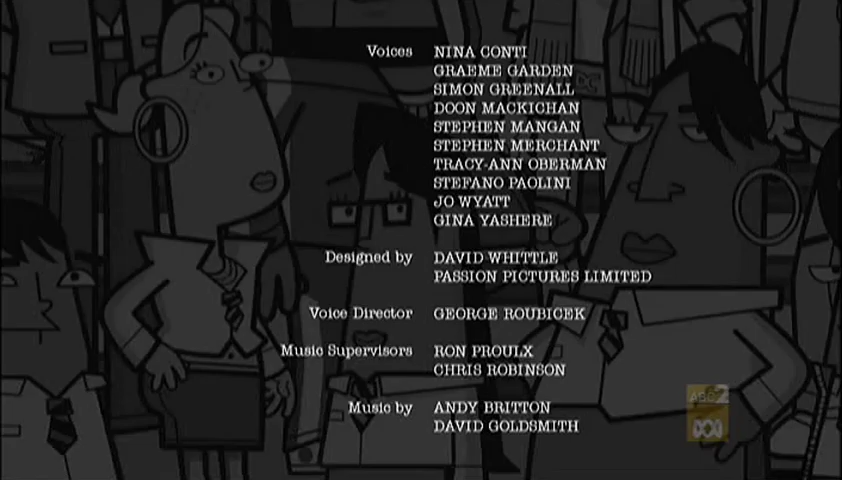 Voices NINA CONTI
GRAEME GARDEN
SIMON GREENALL
DOON MACKICHAN
STEPHEN MANGAN
STEPHEN MERCHANT
TRACY-ANN OBERMAN
STEFANO PAOLINI
JO WYATT
GINA YASHERE
Designed by DAVID WHITTLE
PASSION PICTURES LIMITED
Voice Director GEORGE ROUBICEK
Music Supervisors RON PROULX
CHRIS ROBINSON
Music by ANDY BRITTON
DAVID GOLDSMITH
ABC2